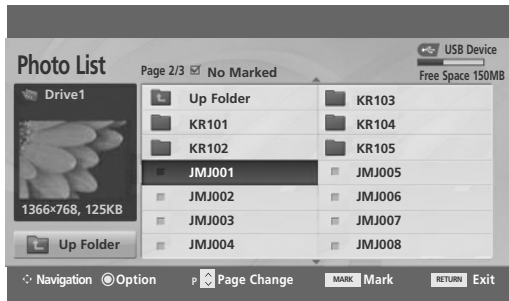 USB Device
Photo List Page 2/3 No Marked Free Space 150MB
Drive1
1366×768, 125KB
Up Folder
Up Folder KR103
KR101 KR104
KR102 KR105
JMJ001 JMJ005
JMJ002 JMJ006
JMJ003 JMJ007
JMJ004 JMJ008
Navigation Option P Page Change MARK Mark RETURN Exit